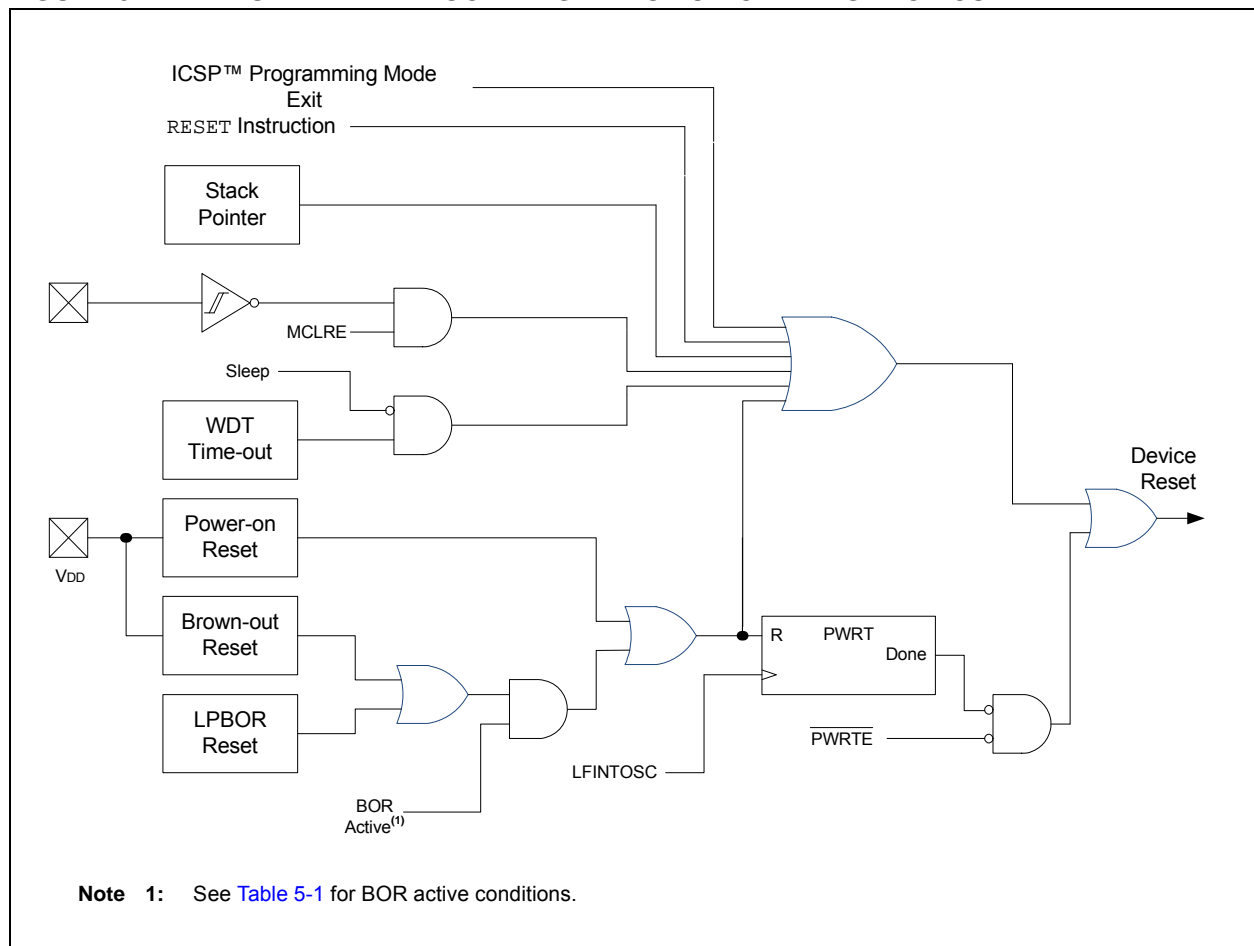 ICSP™ Programming Mode
Exit
RESET Instruction
Stack
Pointer
MCLRE
Sleep
WDT
Time-out
Device
Reset
Power-on
Reset
VDD
Brown-out
Reset
R
PWRT
Done
LPBOR
Reset
PWRTE
LFINTOSC
BOR
Active(1)
Note 1: See Table 5-1 for BOR active conditions.